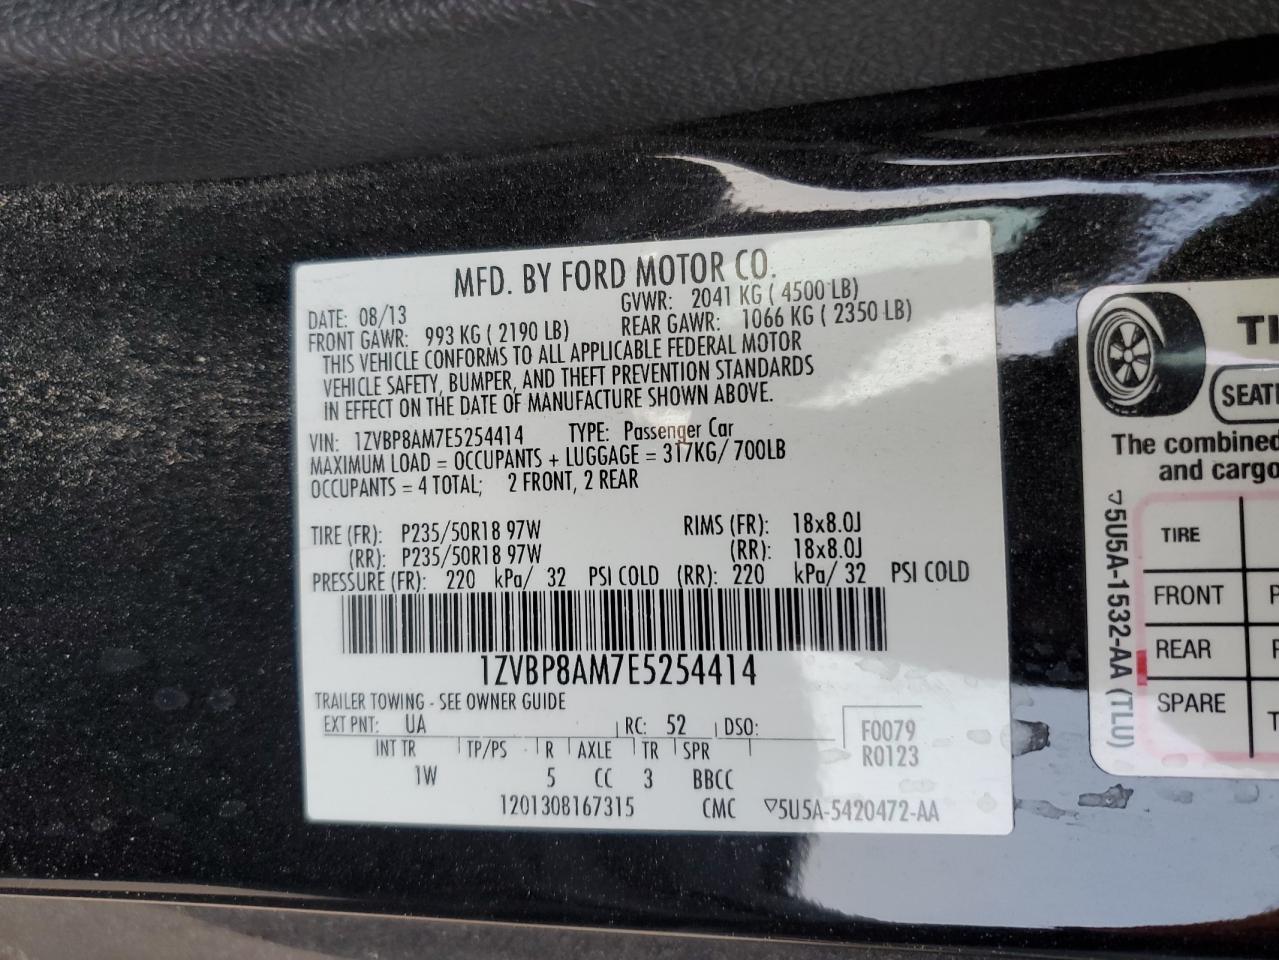 MFD. BY FORD MOTOR CO.
DATE: 08/13 GVWR: 2041 KG ( 4500 LB)
FRONT GAWR: 993 KG ( 2190 LB) REAR GAWR: 1066 KG ( 2350 LB)
THIS VEHICLE CONFORMS TO ALL APPLICABLE FEDERAL MOTOR
VEHICLE SAFETY, BUMPER, AND THEFT PREVENTION STANDARDS
IN EFFECT ON THE DATE OF MANUFACTURE SHOWN ABOVE.
VIN: 1ZVBP8AM7E5254414 TYPE: Passenger Car
MAXIMUM LOAD = OCCUPANTS + LUGGAGE = 317KG/ 700LB
OCCUPANTS = 4 TOTAL; 2 FRONT, 2 REAR
TIRE (FR): P235/50R18 97W RIMS (FR): 18x8.0J
(RR): P235/50R18 97W (RR): 18x8.0J
PRESSURE (FR): 220 kPa/ 32 PSI COLD (RR): 220 kPa/ 32 PSI COLD
1ZVBP8AM7E5254414
TRAILER TOWING - SEE OWNER GUIDE
EXT PNT: UA RC: 52 DSO: F0079
INT TR TP/PS R AXLE TR SPR R0123
1W 5 CC 3 BBCC
1201308167315 CMC ▽5U5A-5420472-AA
TI
SEATI
The combined
and cargo
TIRE
FRONT P
REAR
SPARE
T
▽5U5A-1532-AA (TLU)